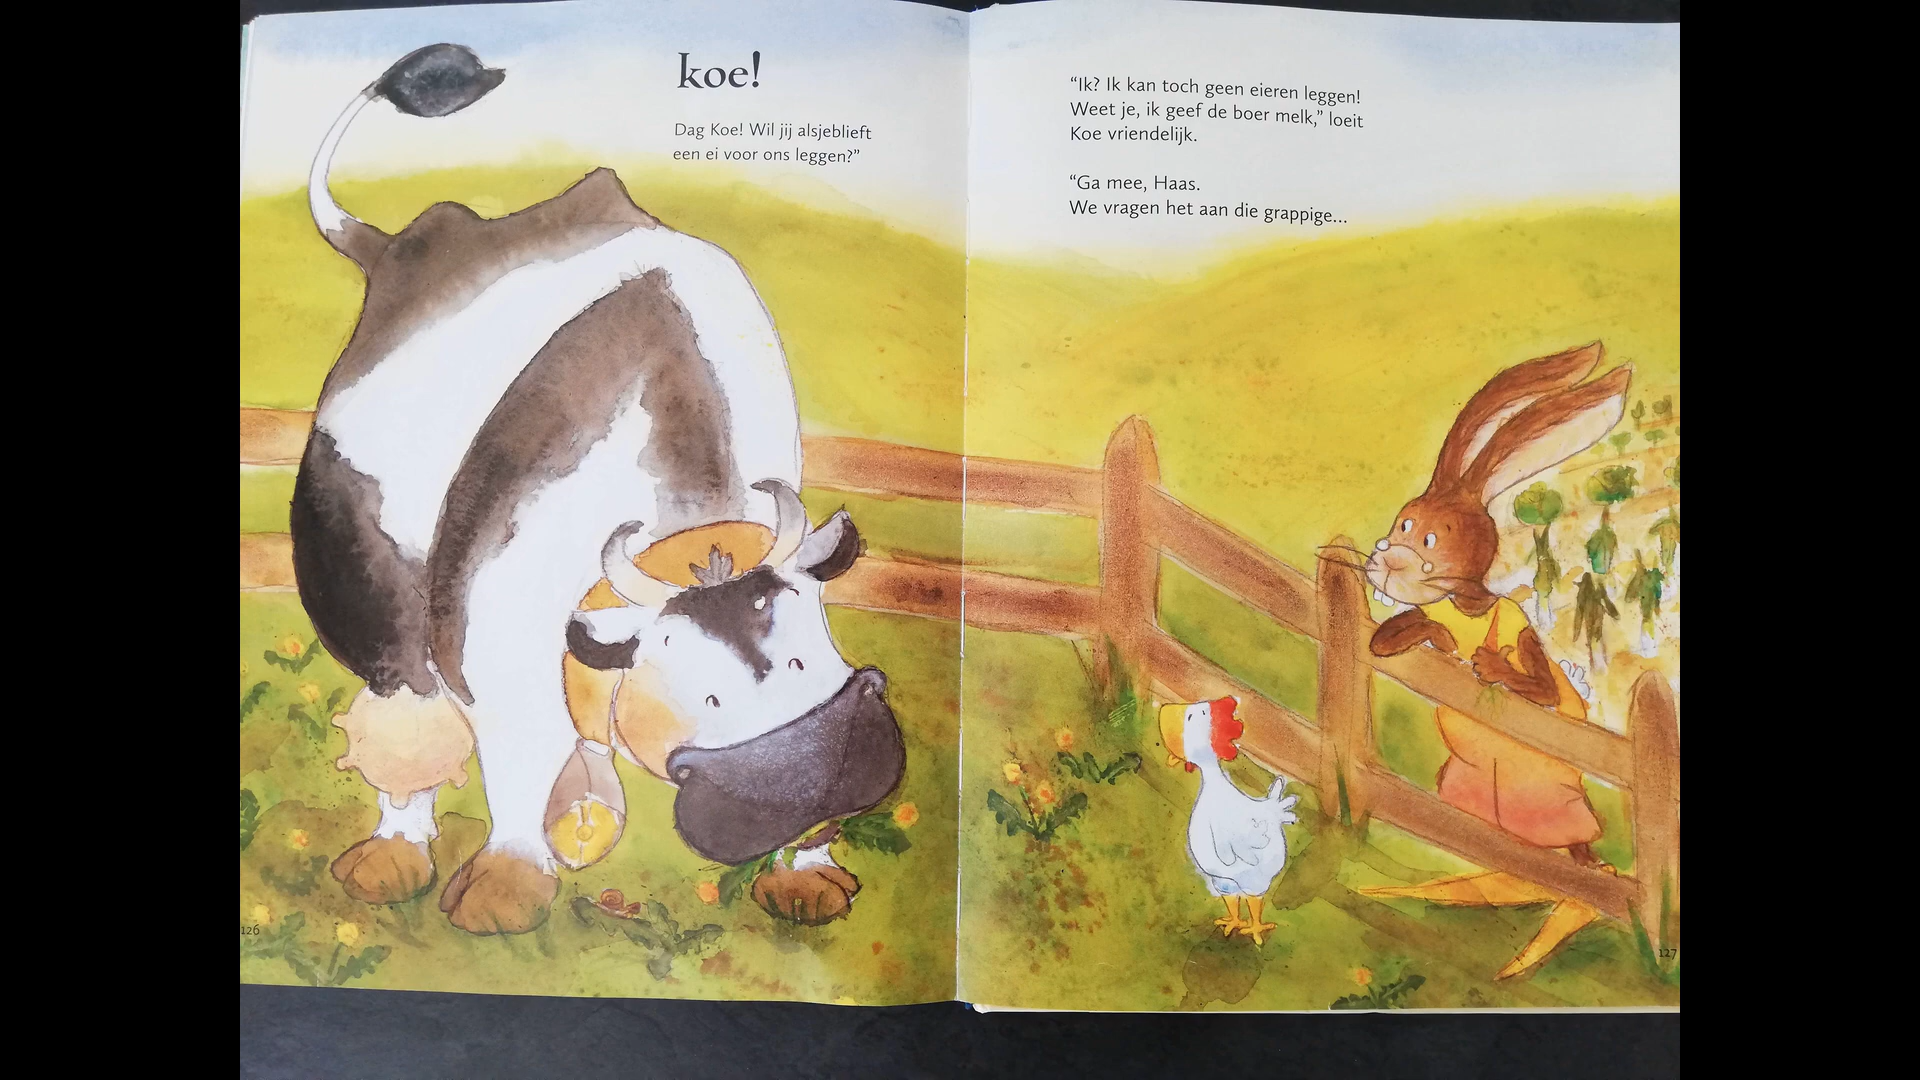 koe!
Dag Koe! Wil jij alsjeblieft
een ei voor ons leggen?”
126
“Ik? Ik kan toch geen eieren leggen!
Weet je, ik geef de boer melk,” loeit
Koe vriendelijk.
“Ga mee, Haas.
We vragen het aan die grappige...
127